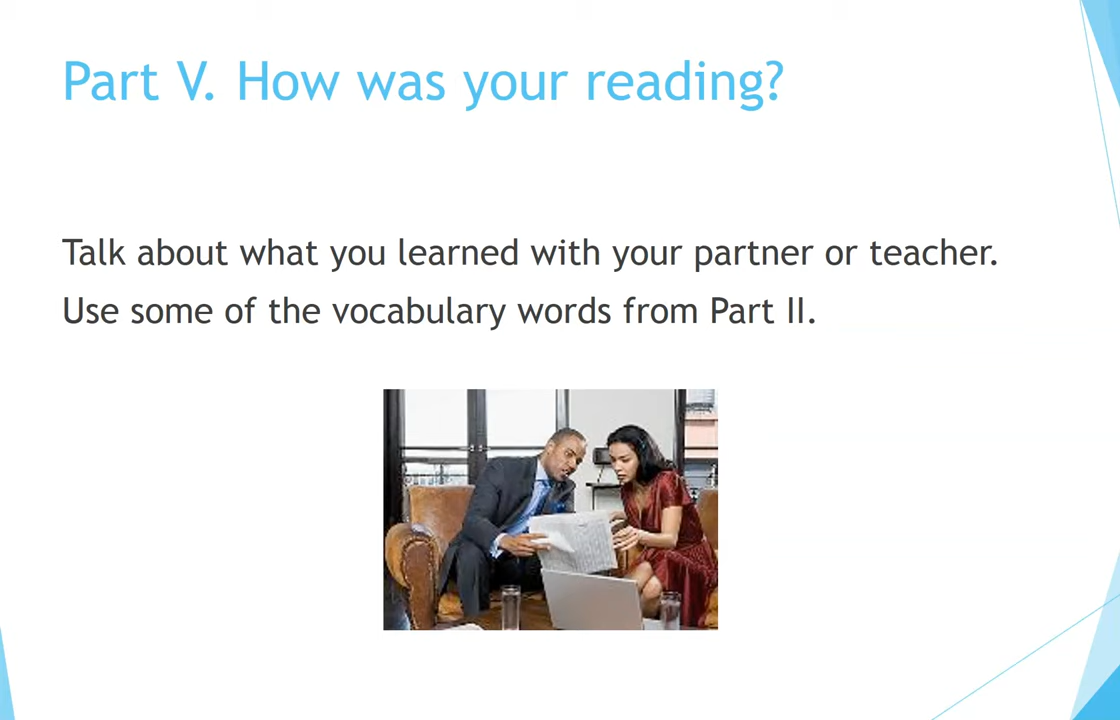 Part V. How was your reading?
Talk about what you learned with your partner or teacher.
Use some of the vocabulary words from Part II.